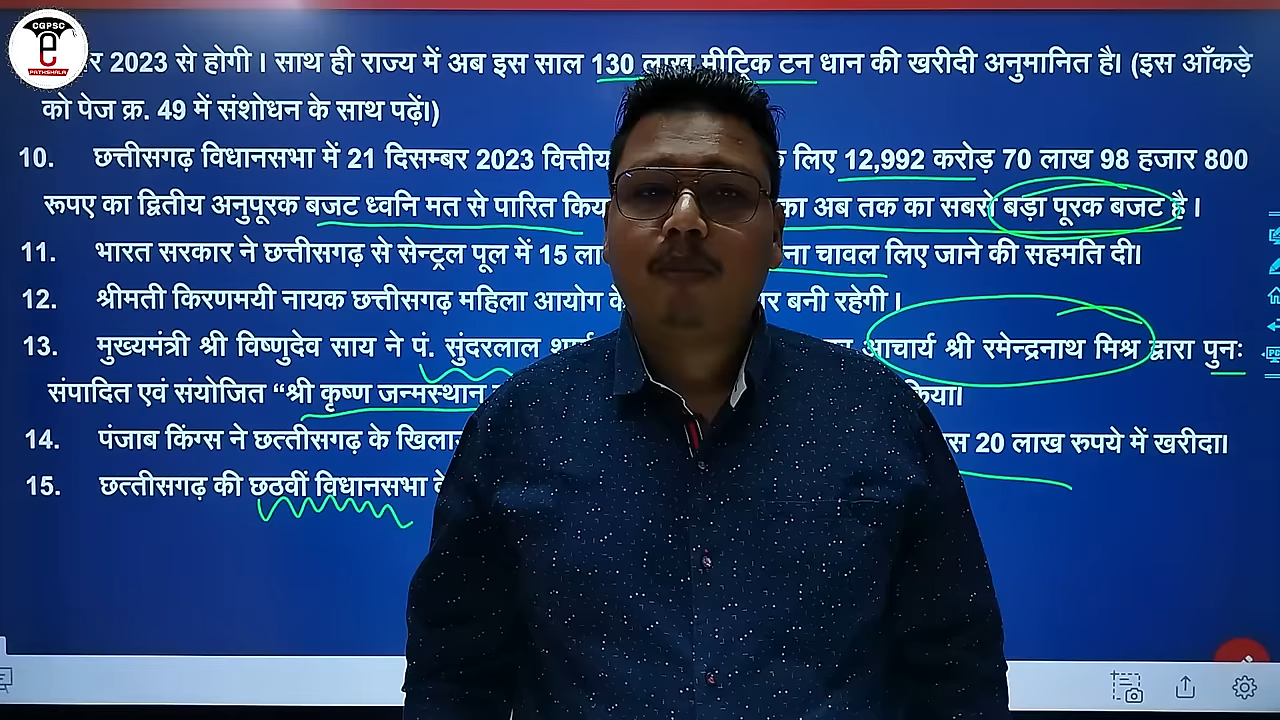 CGPSC
e
PATHSHALA
2023 से होगी । साथ ही राज्य में अब इस साल 130 लाख मीट्रिक टन धान की खरीदी अनुमानित है। (इस आँकड़े
को पेज क्र. 49 में संशोधन के साथ पढ़ें।)
10. छत्तीसगढ़ विधानसभा में 21 दिसम्बर 2023 लिए 12,992 करोड़ 70 लाख 98 हजार 800
रूपए का द्वितीय अनुपूरक बजट ध्वनि मत से पारित का अब तक का सबसे बड़ा पूरक बजट है ।
11. भारत सरकार ने छत्तीसगढ़ से सेन्ट्रल पूल में 15 चावल लिए जाने की सहमति दी।
12. श्रीमती किरणमयी नायक छत्तीसगढ़ महिला आयोग बनी रहेगी ।
13. मुख्यमंत्री श्री विष्णुदेव साय ने पं. सुंदरलाल आचार्य श्री रमेन्द्रनाथ मिश्र द्वारा पुनः
संपादित एवं संयोजित “श्री कृष्ण जन्मस्थान
14. पंजाब किंग्स ने छत्तीसगढ़ के 20 लाख रुपये में खरीदा।
15. छत्तीसगढ़ की छठवीं विधानसभा